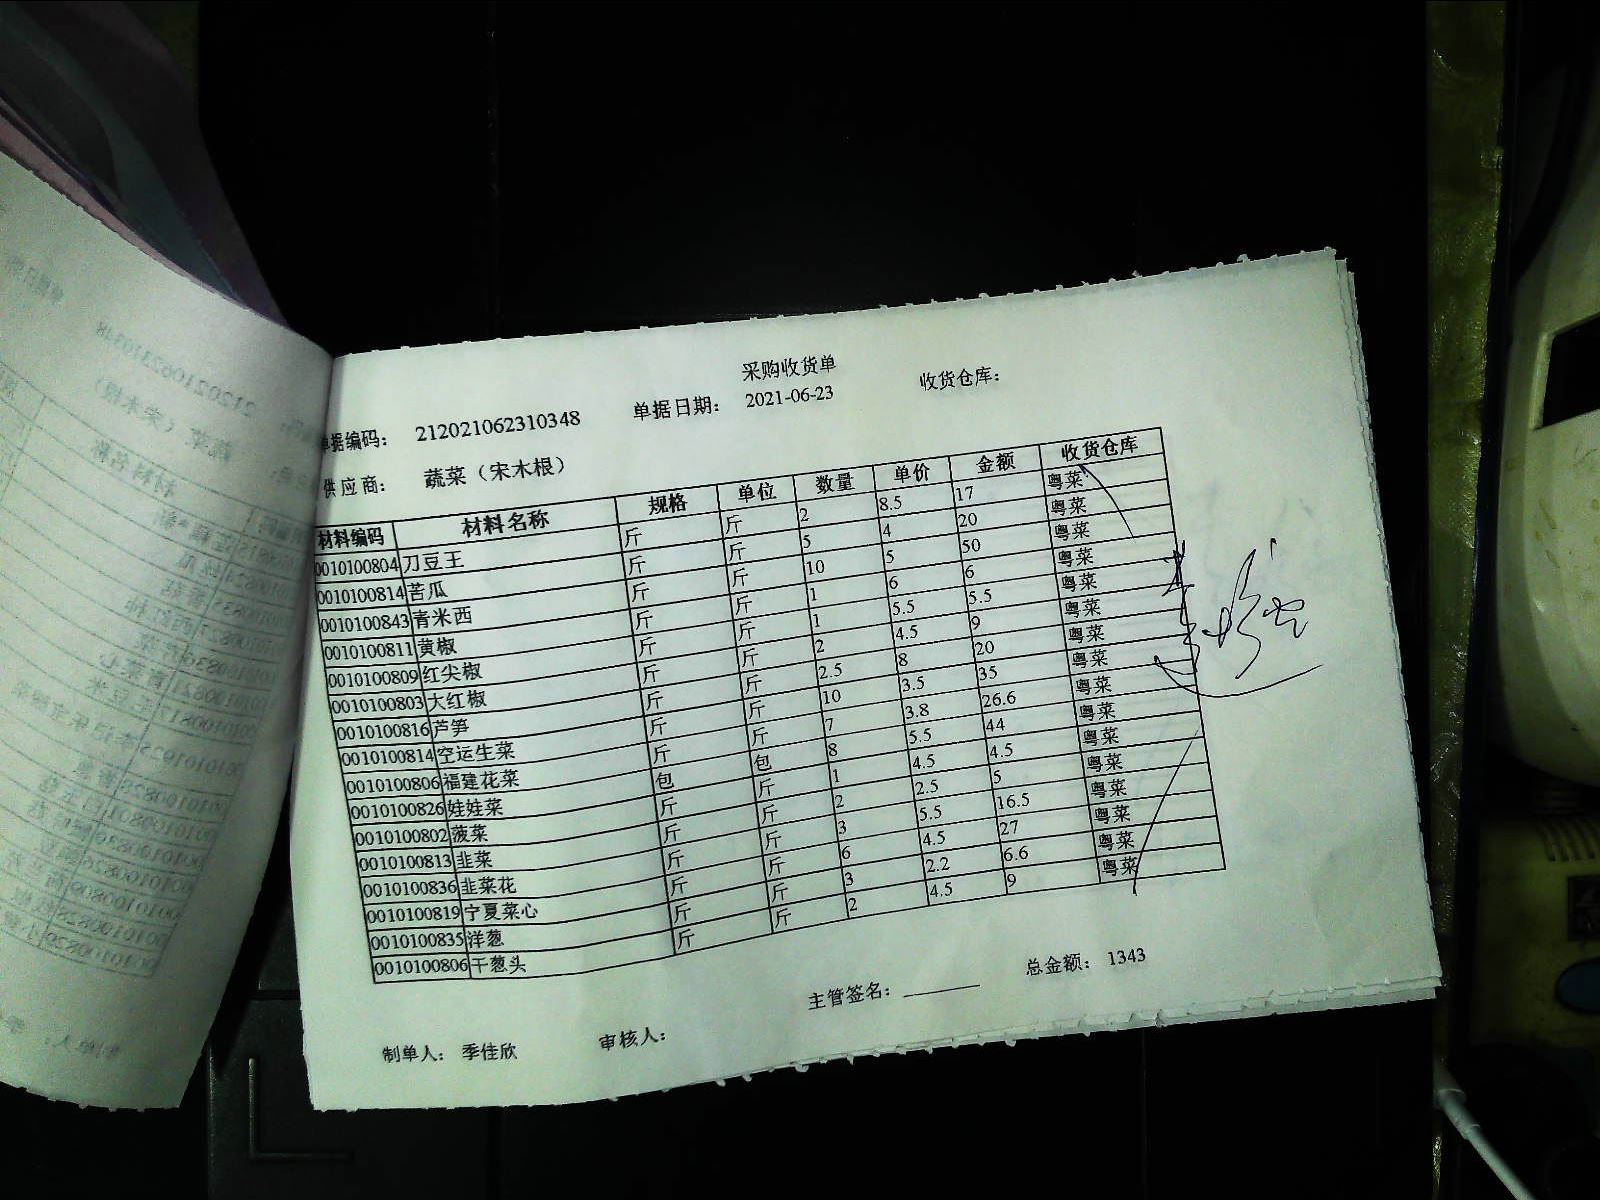 采购收货单
单据编码： 212021062310348 单据日期： 2021-06-23 收货仓库：
供应商： 蔬菜（宋木根）
材料编码 材料名称 规格 单位 数量 单价 金额 收货仓库
0010100804 刀豆王 斤 斤 2 8.5 17 粤菜
0010100814 苦瓜 斤 斤 5 4 20 粤菜
0010100843 青米西 斤 斤 10 5 50 粤菜
0010100811 黄椒 斤 斤 1 6 6 粤菜
0010100809 红尖椒 斤 斤 1 5.5 5.5 粤菜
0010100803 大红椒 斤 斤 2 4.5 9 粤菜
0010100816 芦笋 斤 斤 2.5 8 20 粤菜
0010100814 空运生菜 斤 斤 10 3.5 35 粤菜
0010100806 福建花菜 斤 斤 7 3.8 26.6 粤菜
0010100826 娃娃菜 包 包 8 5.5 44 粤菜
0010100802 菠菜 斤 斤 1 4.5 4.5 粤菜
0010100813 韭菜 斤 斤 2 2.5 5 粤菜
0010100836 韭菜花 斤 斤 3 5.5 16.5 粤菜
0010100819 宁夏菜心 斤 斤 6 4.5 27 粤菜
0010100835 洋葱 斤 斤 3 2.2 6.6 粤菜
0010100806 干葱头 斤 斤 2 4.5 9 粤菜
主管签名： 总金额： 1343
制单人： 季佳欣 审核人：